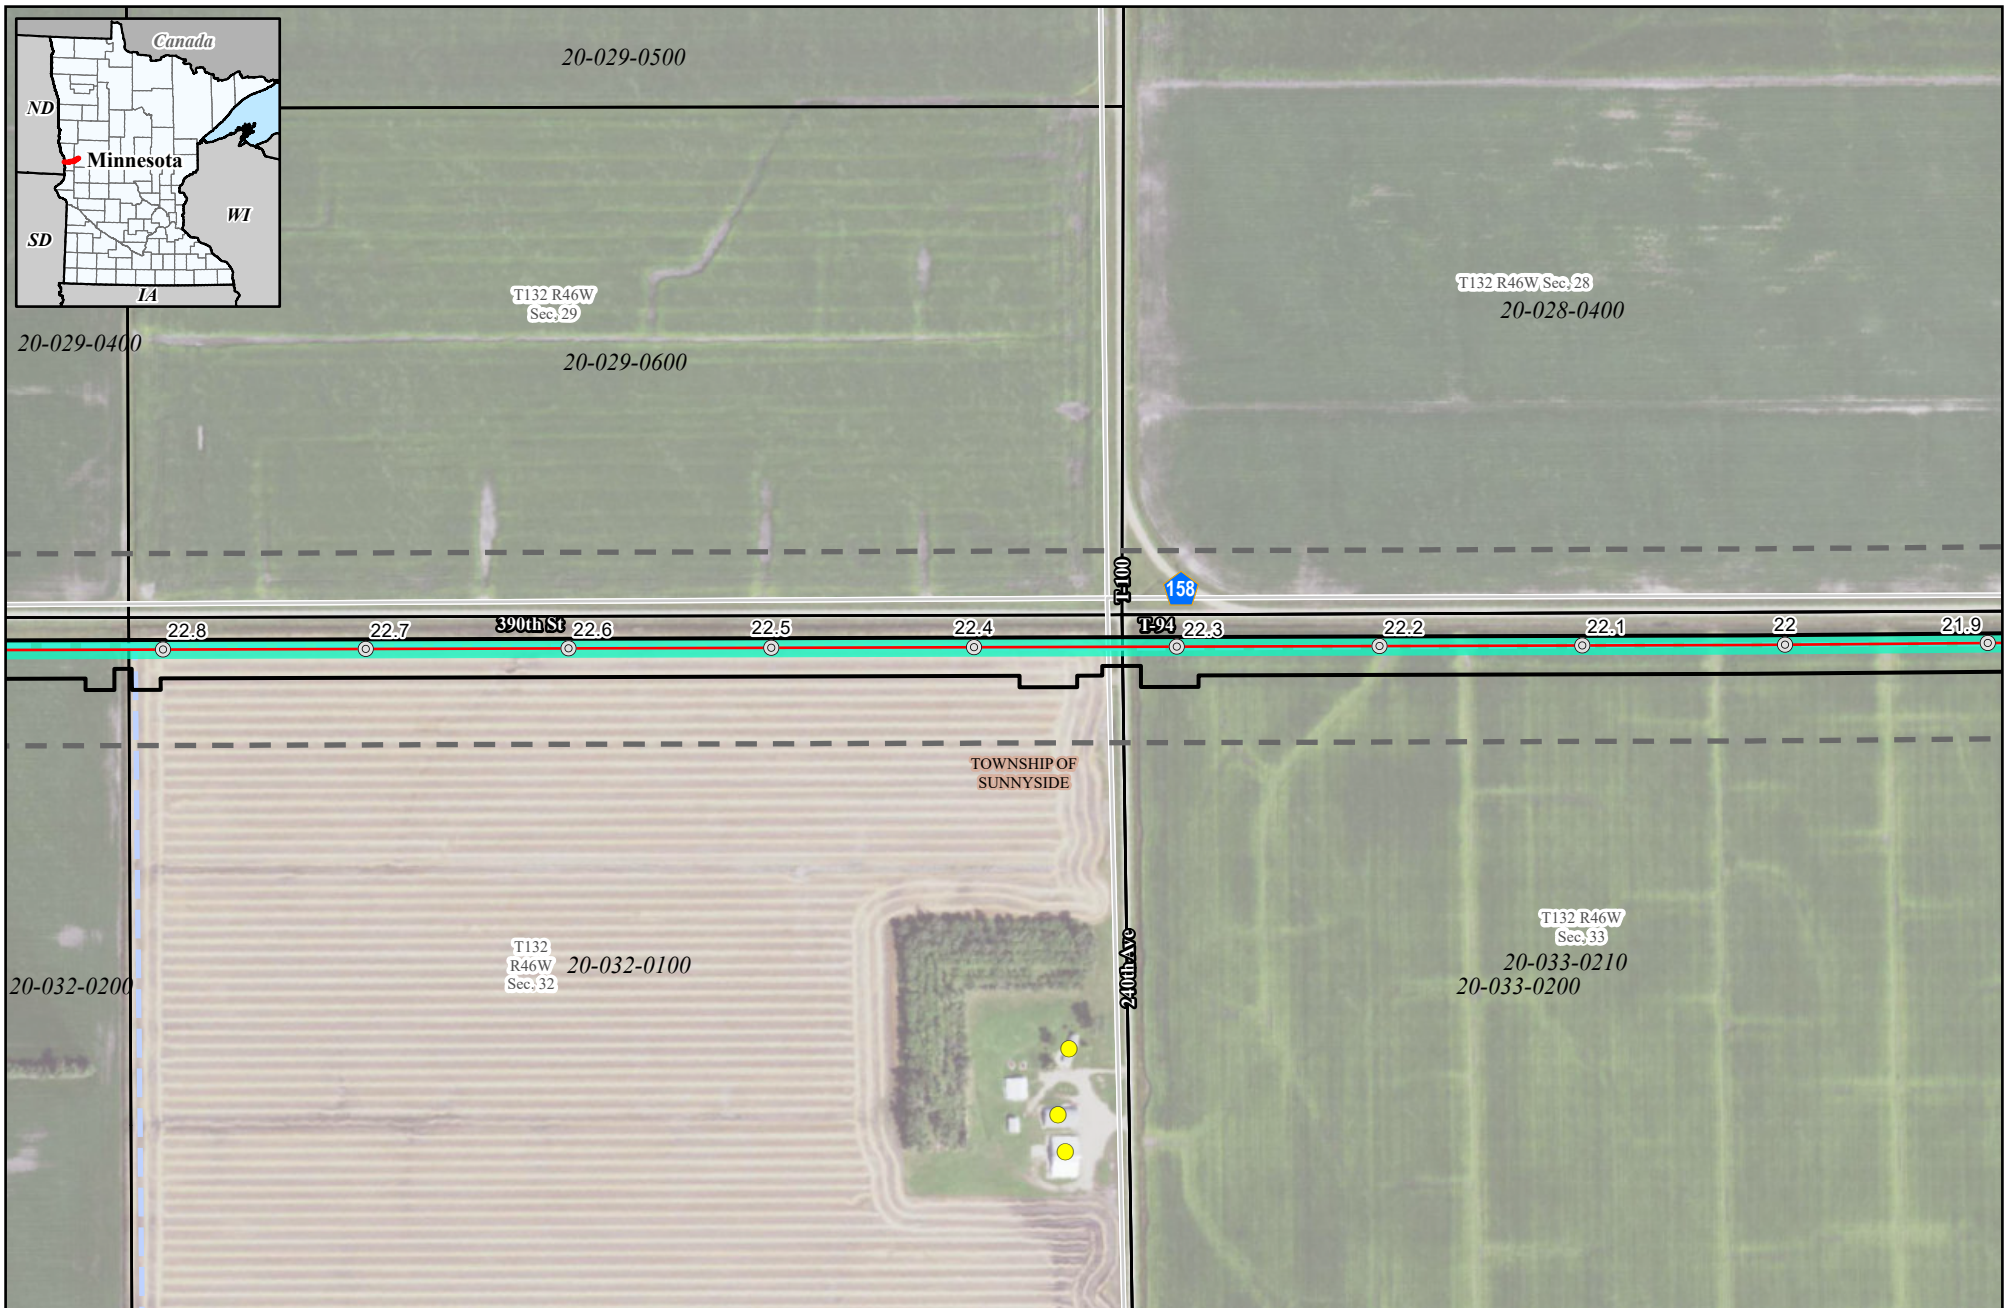 Canada
ND
Minnesota
WI
SD
IA
20-029-0500
T132 R46W
Sec. 29
20-029-0400
20-029-0600
T132 R46W Sec. 28
20-028-0400
T-100
158
390th St
T-94
22.8
22.7
22.6
22.5
22.4
22.3
22.2
22.1
22
21.9
TOWNSHIP OF
SUNNYSIDE
T132
R46W
Sec. 32
20-032-0100
20-032-0200
240th Ave
T132 R46W
Sec. 33
20-033-0210
20-033-0200